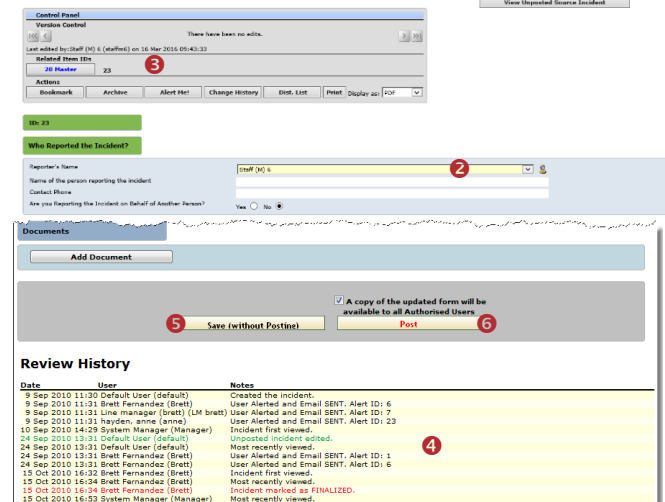 View Unposted Source Incident
Control Panel
Version Control
There have been no edits.
Last edited by:Staff (M) 6 (staffm6) on 16 Mar 2016 09:43:33
Related Item IDs
20 Master 23
3
Actions
Bookmark Archive Alert Me! Change History Dist. List Print Display as: PDF
ID: 23
Who Reported the Incident?
Reporter's Name Staff (M) 6
2
Name of the person reporting the incident
Contact Phone
Are you Reporting the Incident on Behalf of Another Person? Yes No
Documents
Add Document
A copy of the updated form will be
available to all Authorised Users
5 Save (without Posting) Post 6
Review History
Date User Notes
9 Sep 2010 11:30 Default User (default) Created the incident.
9 Sep 2010 11:31 Brett Fernandez (Brett) User Alerted and Email SENT. Alert ID: 6
9 Sep 2010 11:31 Line manager (brett) (LM brett) User Alerted and Email SENT. Alert ID: 7
9 Sep 2010 11:31 hayden, anne (anne) User Alerted and Email SENT. Alert ID: 23
10 Sep 2010 14:29 System Manager (Manager) Incident first viewed.
24 Sep 2010 13:31 Default User (default) Unposted incident edited.
24 Sep 2010 13:31 Default User (default) Most recently viewed.
4
24 Sep 2010 13:31 Brett Fernandez (Brett) User Alerted and Email SENT. Alert ID: 1
24 Sep 2010 13:31 Brett Fernandez (Brett) User Alerted and Email SENT. Alert ID: 6
15 Oct 2010 16:32 Brett Fernandez (Brett) Incident first viewed.
15 Oct 2010 16:34 Brett Fernandez (Brett) Most recently viewed.
15 Oct 2010 16:34 Brett Fernandez (Brett) Incident marked as FINALIZED.
15 Oct 2010 16:53 System Manager (Manager) Most recently viewed.